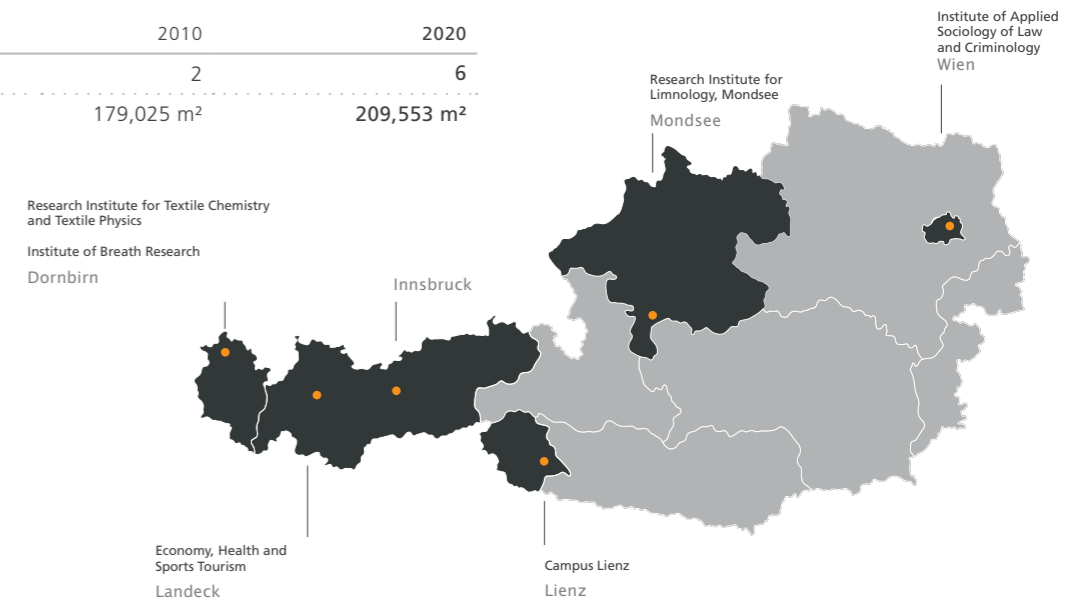 2010 2020
2 6
179,025 m² 209,553 m²
Institute of Applied
Sociology of Law
and Criminology
Wien
Research Institute for
Limnology, Mondsee
Mondsee
Research Institute for Textile Chemistry
and Textile Physics
Institute of Breath Research
Dornbirn
Innsbruck
Economy, Health and
Sports Tourism
Landeck
Campus Lienz
Lienz